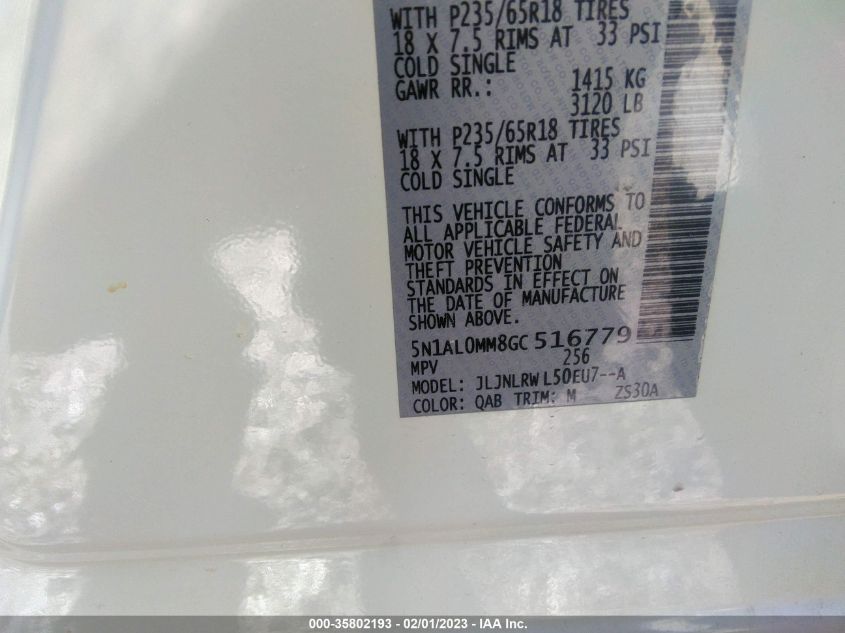 WITH P235/65R18 TIRES
18 X 7.5 RIMS AT 33 PSI
COLD SINGLE
GAWR RR.: 1415 KG
3120 LB
WITH P235/65R18 TIRES
18 X 7.5 RIMS AT 33 PSI
COLD SINGLE
THIS VEHICLE CONFORMS TO
ALL APPLICABLE FEDERAL
MOTOR VEHICLE SAFETY AND
THEFT PREVENTION
STANDARDS IN EFFECT ON
THE DATE OF MANUFACTURE
SHOWN ABOVE.
5N1AL0MM8GC 516779
MPV 256
MODEL: JLJNLRW L50EU7--A
COLOR: QAB TRIM: M ZS30A
000-35802193 - 02/01/2023 - IAA Inc.